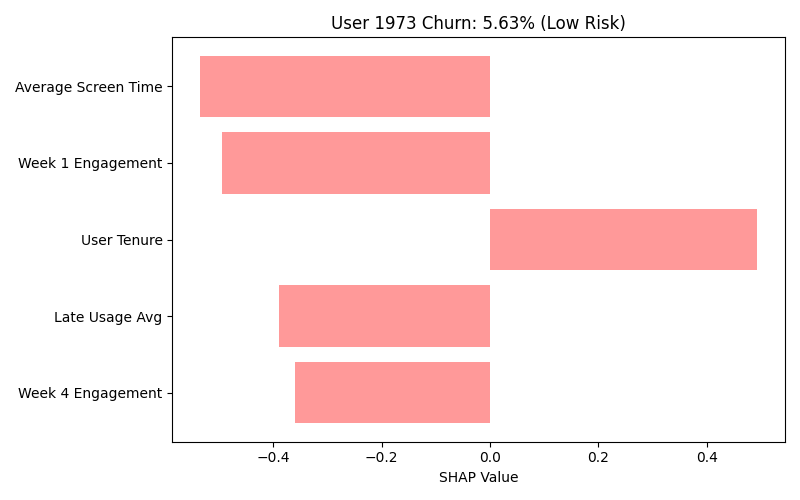 User 1973 Churn: 5.63% (Low Risk)
Average Screen Time
Week 1 Engagement
User Tenure
Late Usage Avg
Week 4 Engagement
−0.4 −0.2 0.0 0.2 0.4
SHAP Value